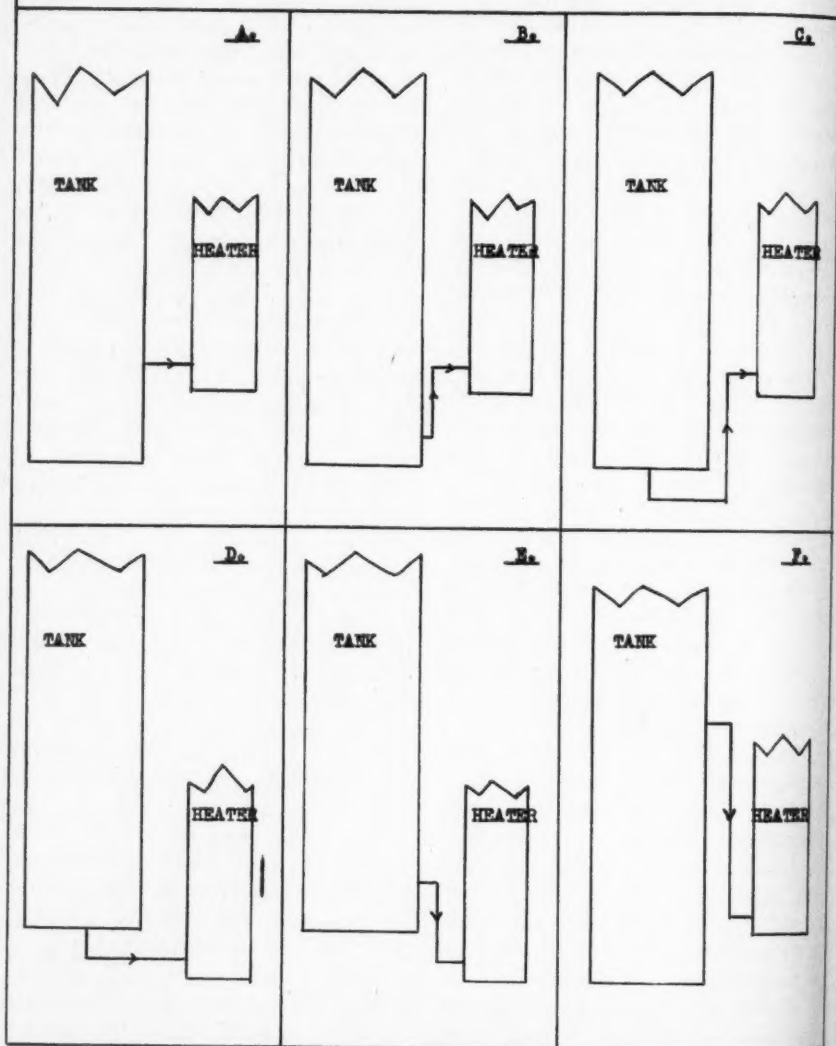 A.
B.
C.
TANK
HEATER
TANK
HEATER
TANK
HEATER
D.
E.
F.
TANK
HEATER
TANK
HEATER
TANK
HEATER